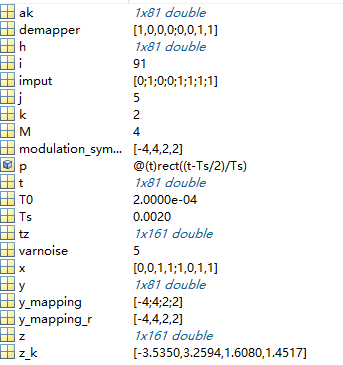 ak 1x81 double
demapper [1,0,0,0;0,0,1,1]
h 1x81 double
i 91
imput [0;1;0;0;1;1;1;1]
j 5
k 2
M 4
modulation_sym... [-4,4,2,2]
p @(t)rect((t-Ts/2)/Ts)
t 1x81 double
T0 2.0000e-04
Ts 0.0020
tz 1x161 double
varnoise 5
x [0,0,1,1;1,0,1,1]
y 1x81 double
y_mapping [-4;4;2;2]
y_mapping_r [-4,4,2,2]
z 1x161 double
z_k [-3.5350,3.2594,1.6080,1.4517]